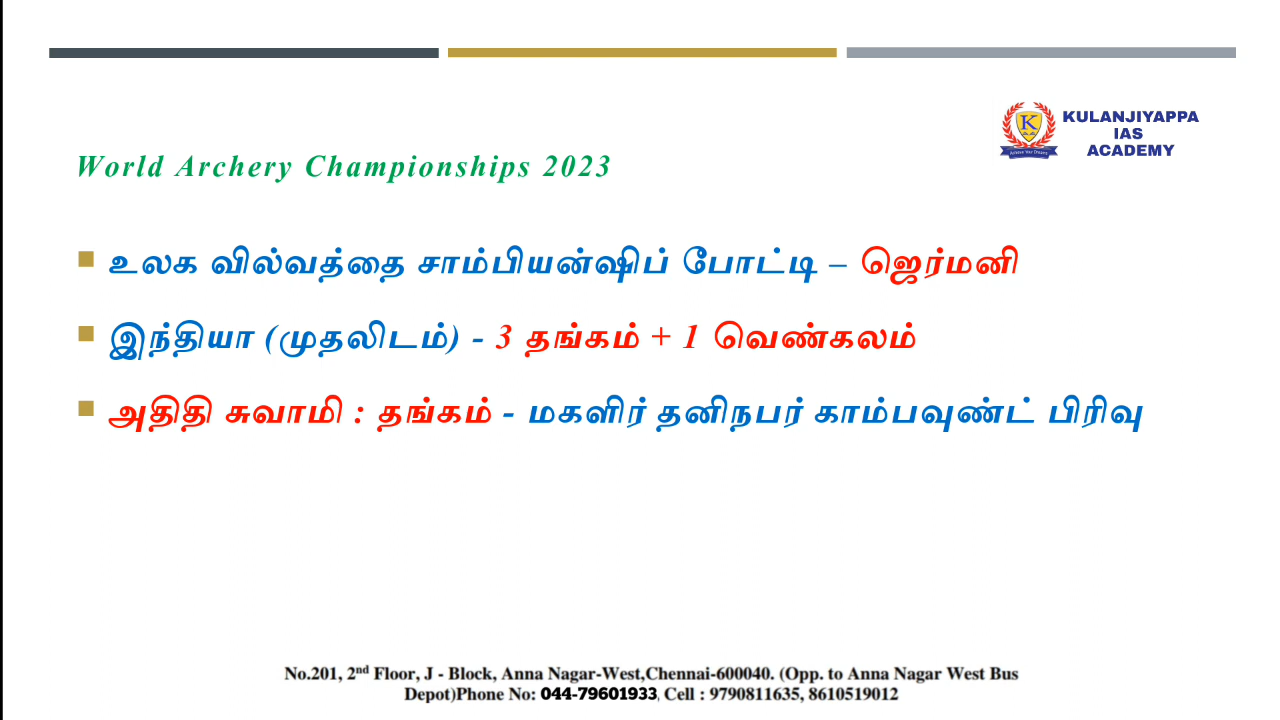 KULANJIYAPPA
IAS
ACADEMY
World Archery Championships 2023
உலக வில்வத்தை சாம்பியன்ஷிப் போட்டி – ஜெர்மனி
இந்தியா (முதலிடம்) - 3 தங்கம் + 1 வெண்கலம்
அதிதி சுவாமி : தங்கம் - மகளிர் தனிநபர் காம்பவுண்ட் பிரிவு
No.201, 2nd Floor, J - Block, Anna Nagar-West,Chennai-600040. (Opp. to Anna Nagar West Bus
Depot)Phone No: 044-79601933, Cell : 9790811635, 8610519012